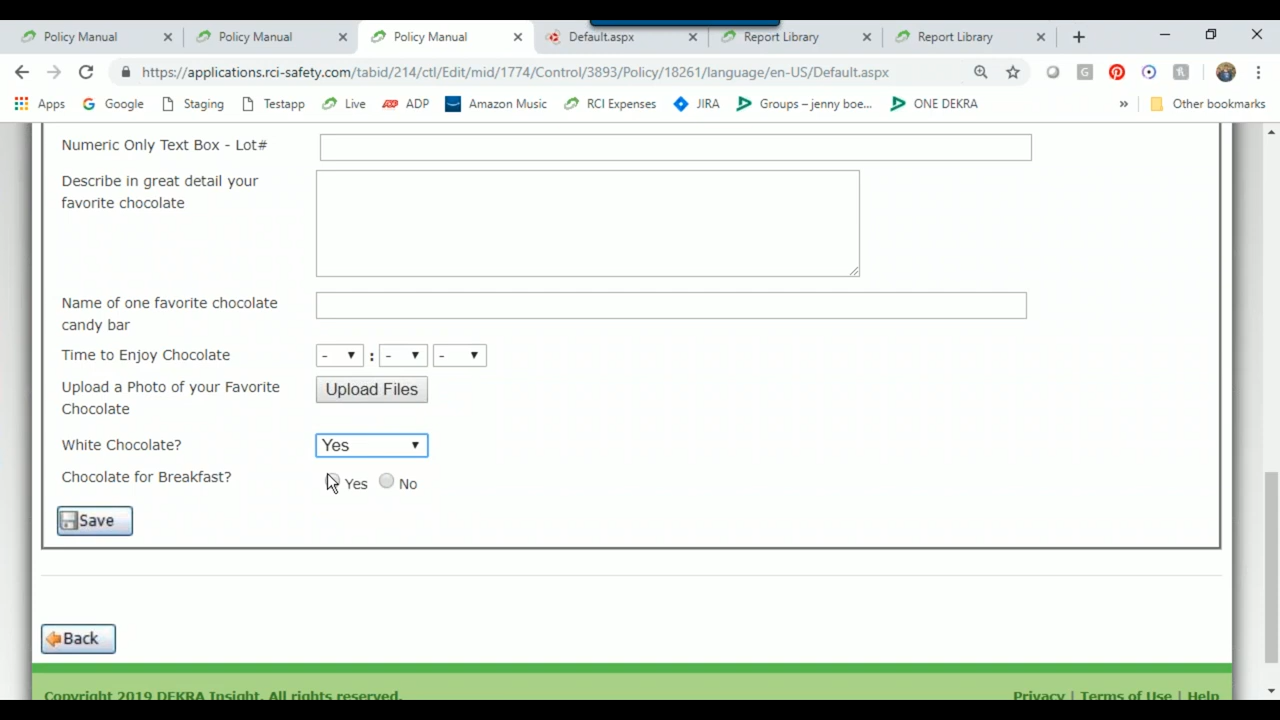 Policy Manual Policy Manual Policy Manual Default.aspx Report Library Report Library
https://applications.rci-safety.com/tabid/214/ctl/Edit/mid/1774/Control/3893/Policy/18261/language/en-US/Default.aspx
Apps Google Staging Testapp Live ADP Amazon Music RCI Expenses JIRA Groups – jenny boe... ONE DEKRA » Other bookmarks
Numeric Only Text Box - Lot#
Describe in great detail your
favorite chocolate
Name of one favorite chocolate
candy bar
Time to Enjoy Chocolate - : - -
Upload a Photo of your Favorite
Chocolate
Upload Files
White Chocolate? Yes
Chocolate for Breakfast? Yes No
Save
Back
Copyright 2019 DEKRA Insight. All rights reserved. Privacy | Terms of Use | Help